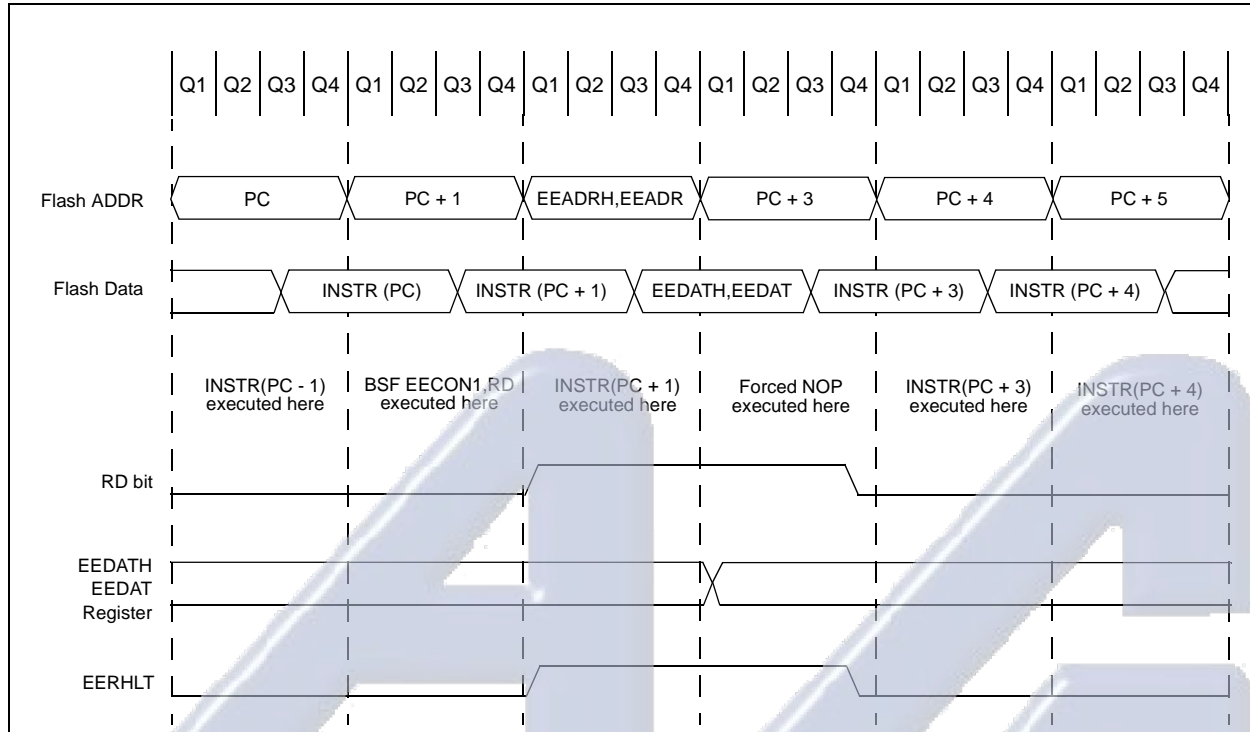 Q1 Q2 Q3 Q4 Q1 Q2 Q3 Q4 Q1 Q2 Q3 Q4 Q1 Q2 Q3 Q4 Q1 Q2 Q3 Q4 Q1 Q2 Q3 Q4
Flash ADDR PC PC + 1 EEADRH,EEADR PC + 3 PC + 4 PC + 5
Flash Data INSTR (PC) INSTR (PC + 1) EEDATH,EEDAT INSTR (PC + 3) INSTR (PC + 4)
INSTR(PC - 1) BSF EECON1,RD INSTR(PC + 1) Forced NOP INSTR(PC + 3) INSTR(PC + 4)
executed here executed here executed here executed here executed here executed here
RD bit
EEDATH
EEDAT
Register
EERHLT